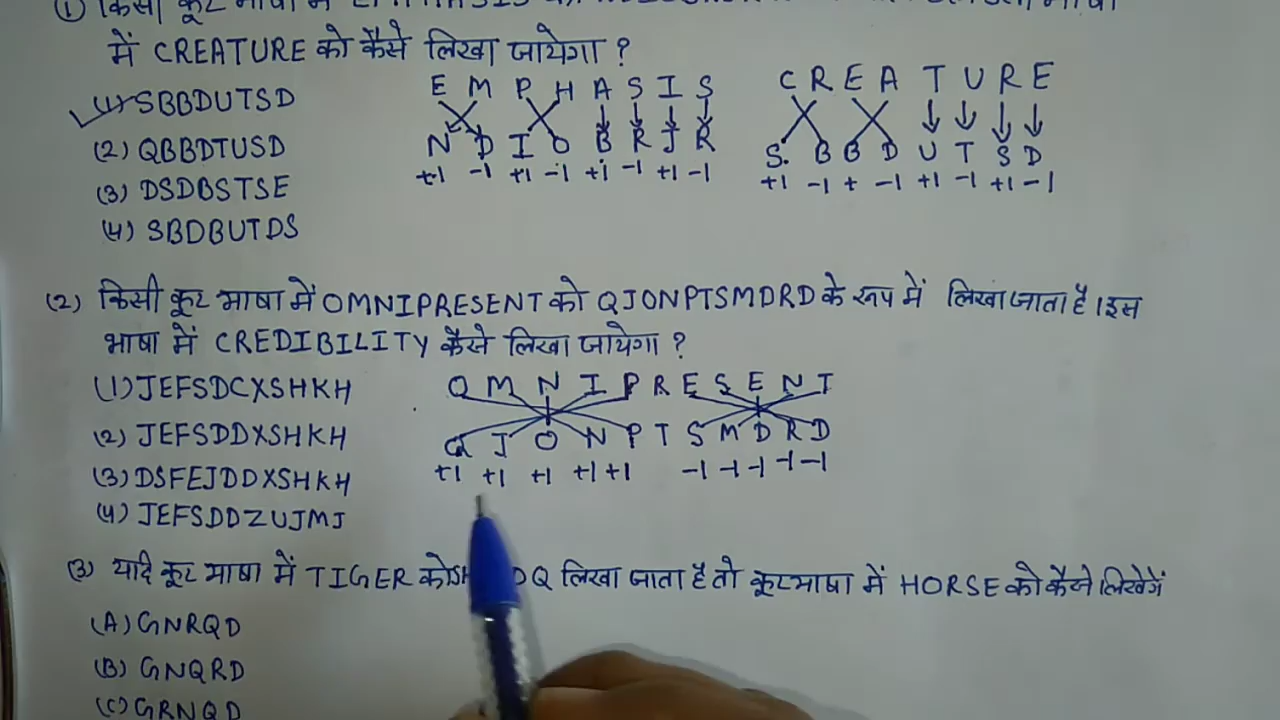 ① किसी कूट भाषा में
में CREATURE को कैसे लिखा जायेगा ?
(1) SBBDUTSD
(2) QBBDTUSD
(3) DSDBSTSE
(4) SBDBUTDS
E M P H A S I S
N D I O B R J R
+1 -1 +1 -1 +1 -1 +1 -1
C R E A T U R E
S B B D U T S D
+1 -1 + -1 +1 -1 +1 -1
(2) किसी कूट भाषा में OMNIPRESENT को QJONPTSMDRD के रूप में लिखा जाता है। इस
भाषा में CREDIBILITY कैसे लिखा जायेगा ?
(1) JEFSDCXSHKH
(2) JEFSDDXSHKH
(3) DSFEJDDXSHKH
(4) JEFSDDZUJMJ
O M N I P R E S E N T
Q J O N P T S M D R D
+1 +1 +1 +1 +1 -1 -1 -1 -1 -1
(3) यदि कूट भाषा में TIGER को DQ लिखा जाता है तो कूटभाषा में HORSE को कैसे लिखेगें
(A) GNRQD
(B) GNQRD
(C) GRNQD